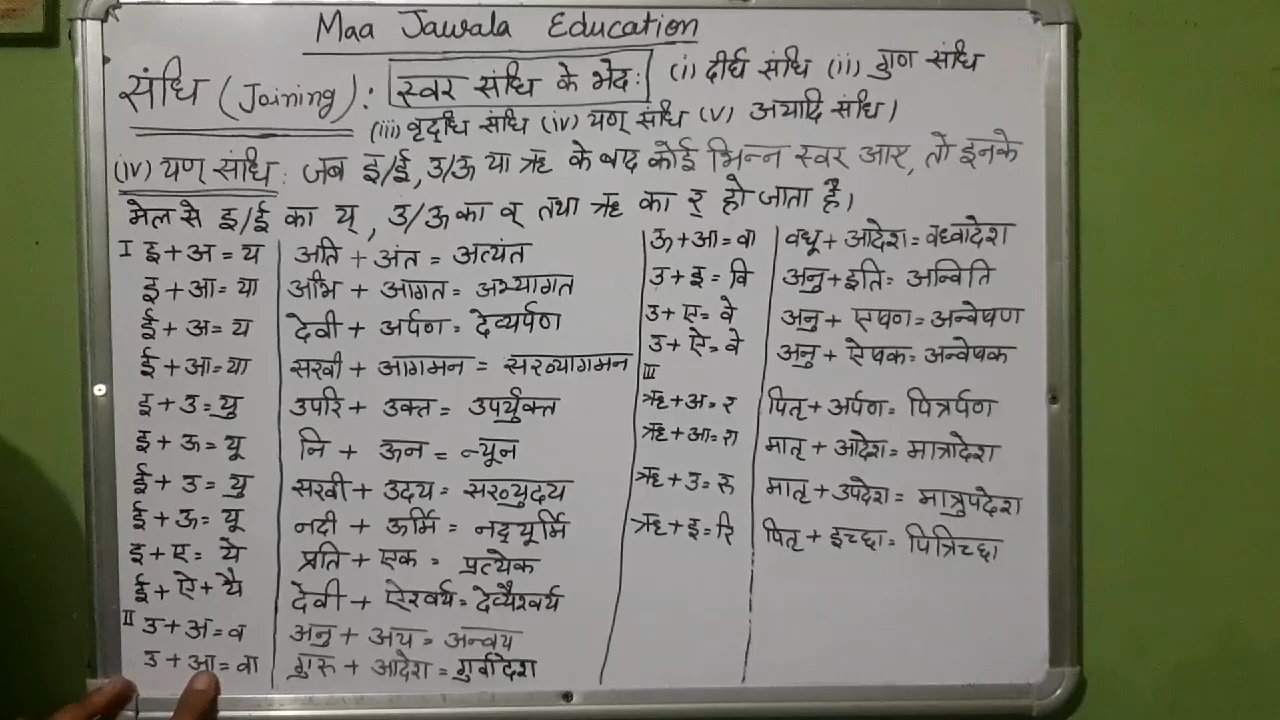 Maa Jawala Education
संधि (Joining): स्वर संधि के भेद: (i) दीर्घ संधि (ii) गुण संधि
(iii) वृद्धि संधि (iv) यण् संधि (v) अयादि संधि।
(iv) यण् संधि: जब इ/ई, उ/ऊ या ऋ के बाद कोई भिन्न स्वर आए, तो इनके
मेल से इ/ई का य्, उ/ऊ का व् तथा ऋ का र् हो जाता है।
I इ+अ=य अति + अंत = अत्यंत
इ+आ=या अभि + आगत = अभ्यागत
ई+अ=य देवी + अर्पण = देव्यर्पण
ई+आ=या सखी + आगमन = सख्यागमन
इ+उ=यु उपरि + उक्त = उपर्युक्त
इ+ऊ=यू नि + ऊन = न्यून
ई+उ=यु सखी + उदय = सख्युदय
ई+ऊ=यू नदी + ऊर्मि = नद्यूर्मि
इ+ए=ये प्रति + एक = प्रत्येक
ई+ऐ+यै देवी + ऐश्वर्य = देव्यैश्वर्य
II उ+अ=व अनु + अय = अन्वय
उ+आ=वा गुरु + आदेश = गुर्वादेश
ऊ+आ=वा वधू + आदेश = वध्वादेश
उ+इ=वि अनु+इति = अन्विति
उ+ए=वे अनु + एषण = अन्वेषण
उ+ऐ=वे अनु + ऐषक = अन्वेषक
III
ऋ+अ=र पितृ + अर्पण = पित्रर्पण
ऋ+आ=रा मातृ + आदेश = मात्रादेश
ऋ+उ=रु मातृ + उपदेश = मात्रुपदेश
ऋ+इ=रि पितृ + इच्छा = पित्रिच्छा